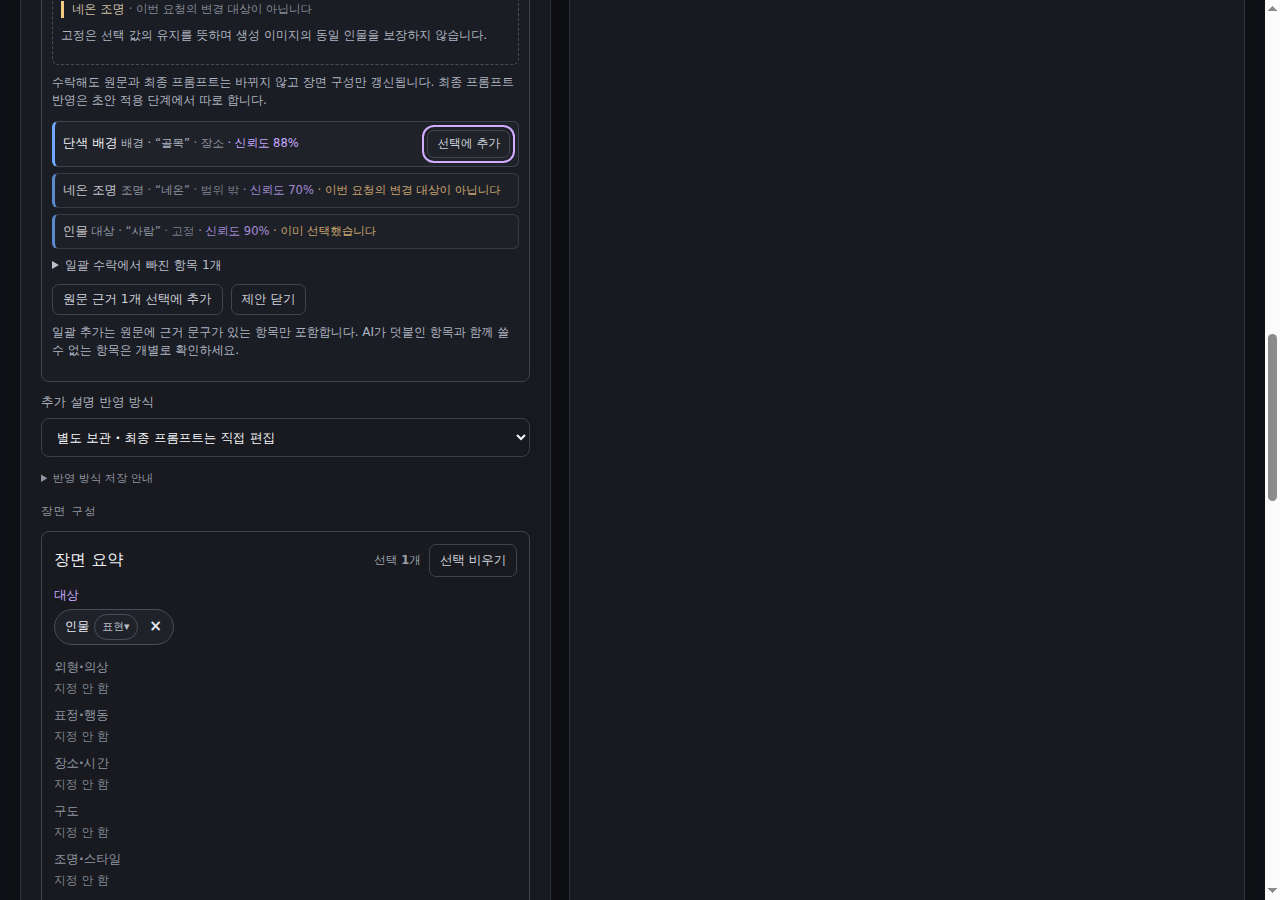 네온 조명 · 이번 요청의 변경 대상이 아닙니다
고정은 선택 값의 유지를 뜻하며 생성 이미지의 동일 인물을 보장하지 않습니다.
수락해도 원문과 최종 프롬프트는 바뀌지 않고 장면 구성만 갱신됩니다. 최종 프롬프트
반영은 초안 적용 단계에서 따로 합니다.
단색 배경 배경 · “골목” · 장소 · 신뢰도 88% 선택에 추가
네온 조명 조명 · “네온” · 범위 밖 · 신뢰도 70% · 이번 요청의 변경 대상이 아닙니다
인물 대상 · “사람” · 고정 · 신뢰도 90% · 이미 선택했습니다
▶ 일괄 수락에서 빠진 항목 1개
원문 근거 1개 선택에 추가 제안 닫기
일괄 추가는 원문에 근거 문구가 있는 항목만 포함합니다. AI가 덧붙인 항목과 함께 쓸
수 없는 항목은 개별로 확인하세요.
추가 설명 반영 방식
별도 보관 · 최종 프롬프트는 직접 편집
▶ 반영 방식 저장 안내
장면 구성
장면 요약 선택 1개 선택 비우기
대상
인물 표현▾ ×
외형·의상
지정 안 함
표정·행동
지정 안 함
장소·시간
지정 안 함
구도
지정 안 함
조명·스타일
지정 안 함